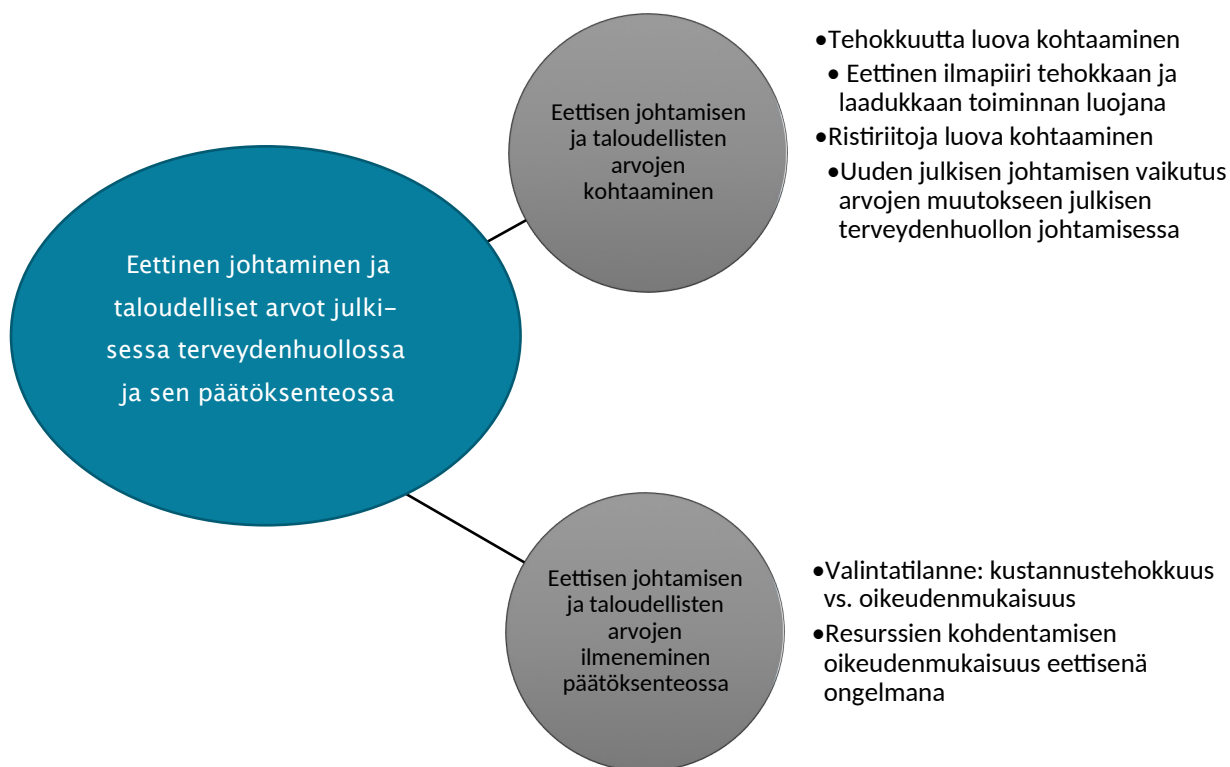 Eettinen johtaminen ja
taloudelliset arvot julki-
sessa terveydenhuollossa
ja sen päätöksenteossa
Eettisen johtamisen
ja taloudellisten
arvojen
kohtaaminen
•Tehokkuutta luova kohtaaminen
• Eettinen ilmapiiri tehokkaan ja
laadukkaan toiminnan luojana
•Ristiriitoja luova kohtaaminen
•Uuden julkisen johtamisen vaikutus
arvojen muutokseen julkisen
terveydenhuollon johtamisessa
Eettisen johtamisen
ja taloudellisten
arvojen
ilmeneminen
päätöksenteossa
•Valintatilanne: kustannustehokkuus
vs. oikeudenmukaisuus
•Resurssien kohdentamisen
oikeudenmukaisuus eettisenä
ongelmana